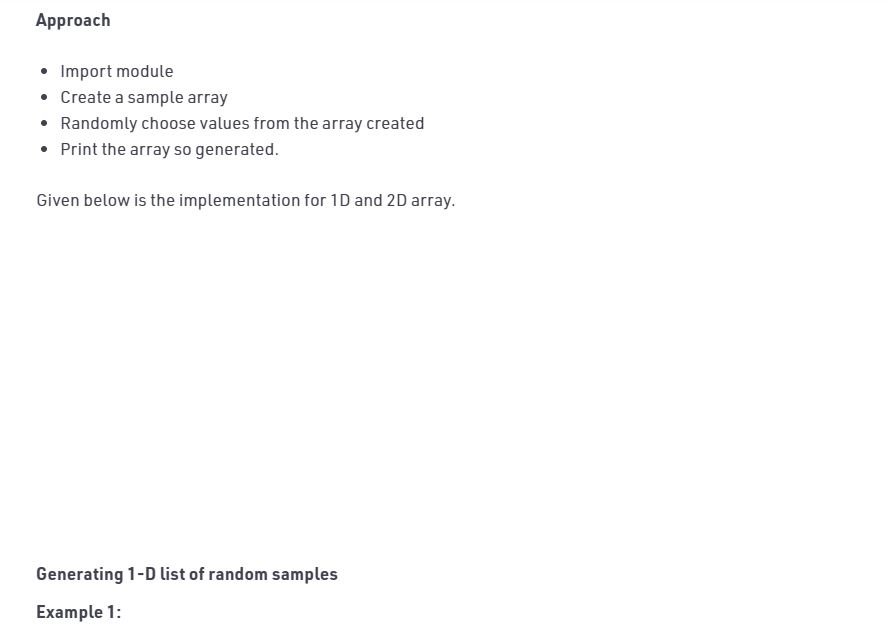 Approach
• Import module
• Create a sample array
• Randomly choose values from the array created
• Print the array so generated.
Given below is the implementation for 1D and 2D array.
Generating 1-D list of random samples
Example 1: